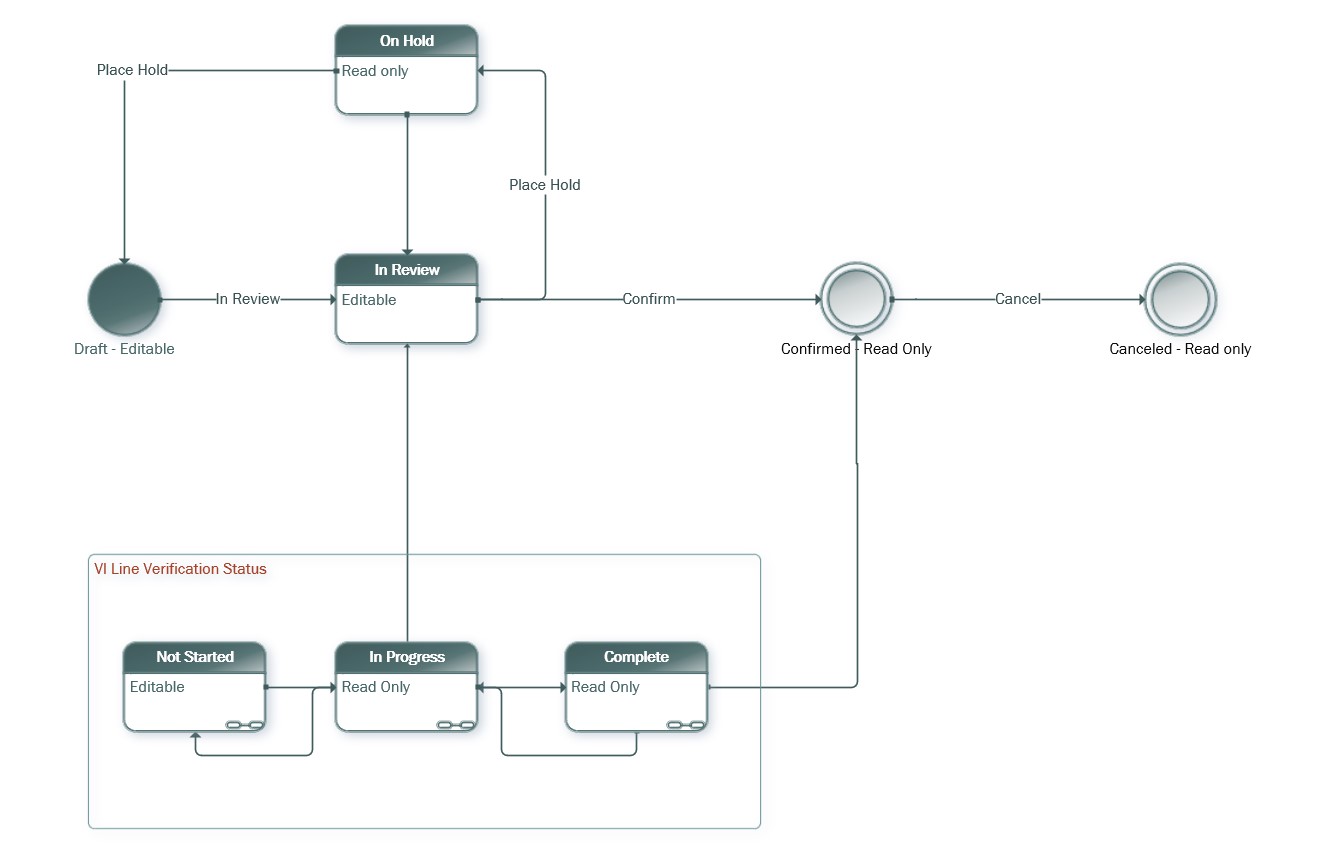 On Hold
Place Hold
Read only
Place Hold
In Review
In Review
Editable
Confirm
Cancel
Draft - Editable
Confirmed - Read Only
Canceled - Read only
VI Line Verification Status
Not Started
In Progress
Complete
Editable
Read Only
Read Only